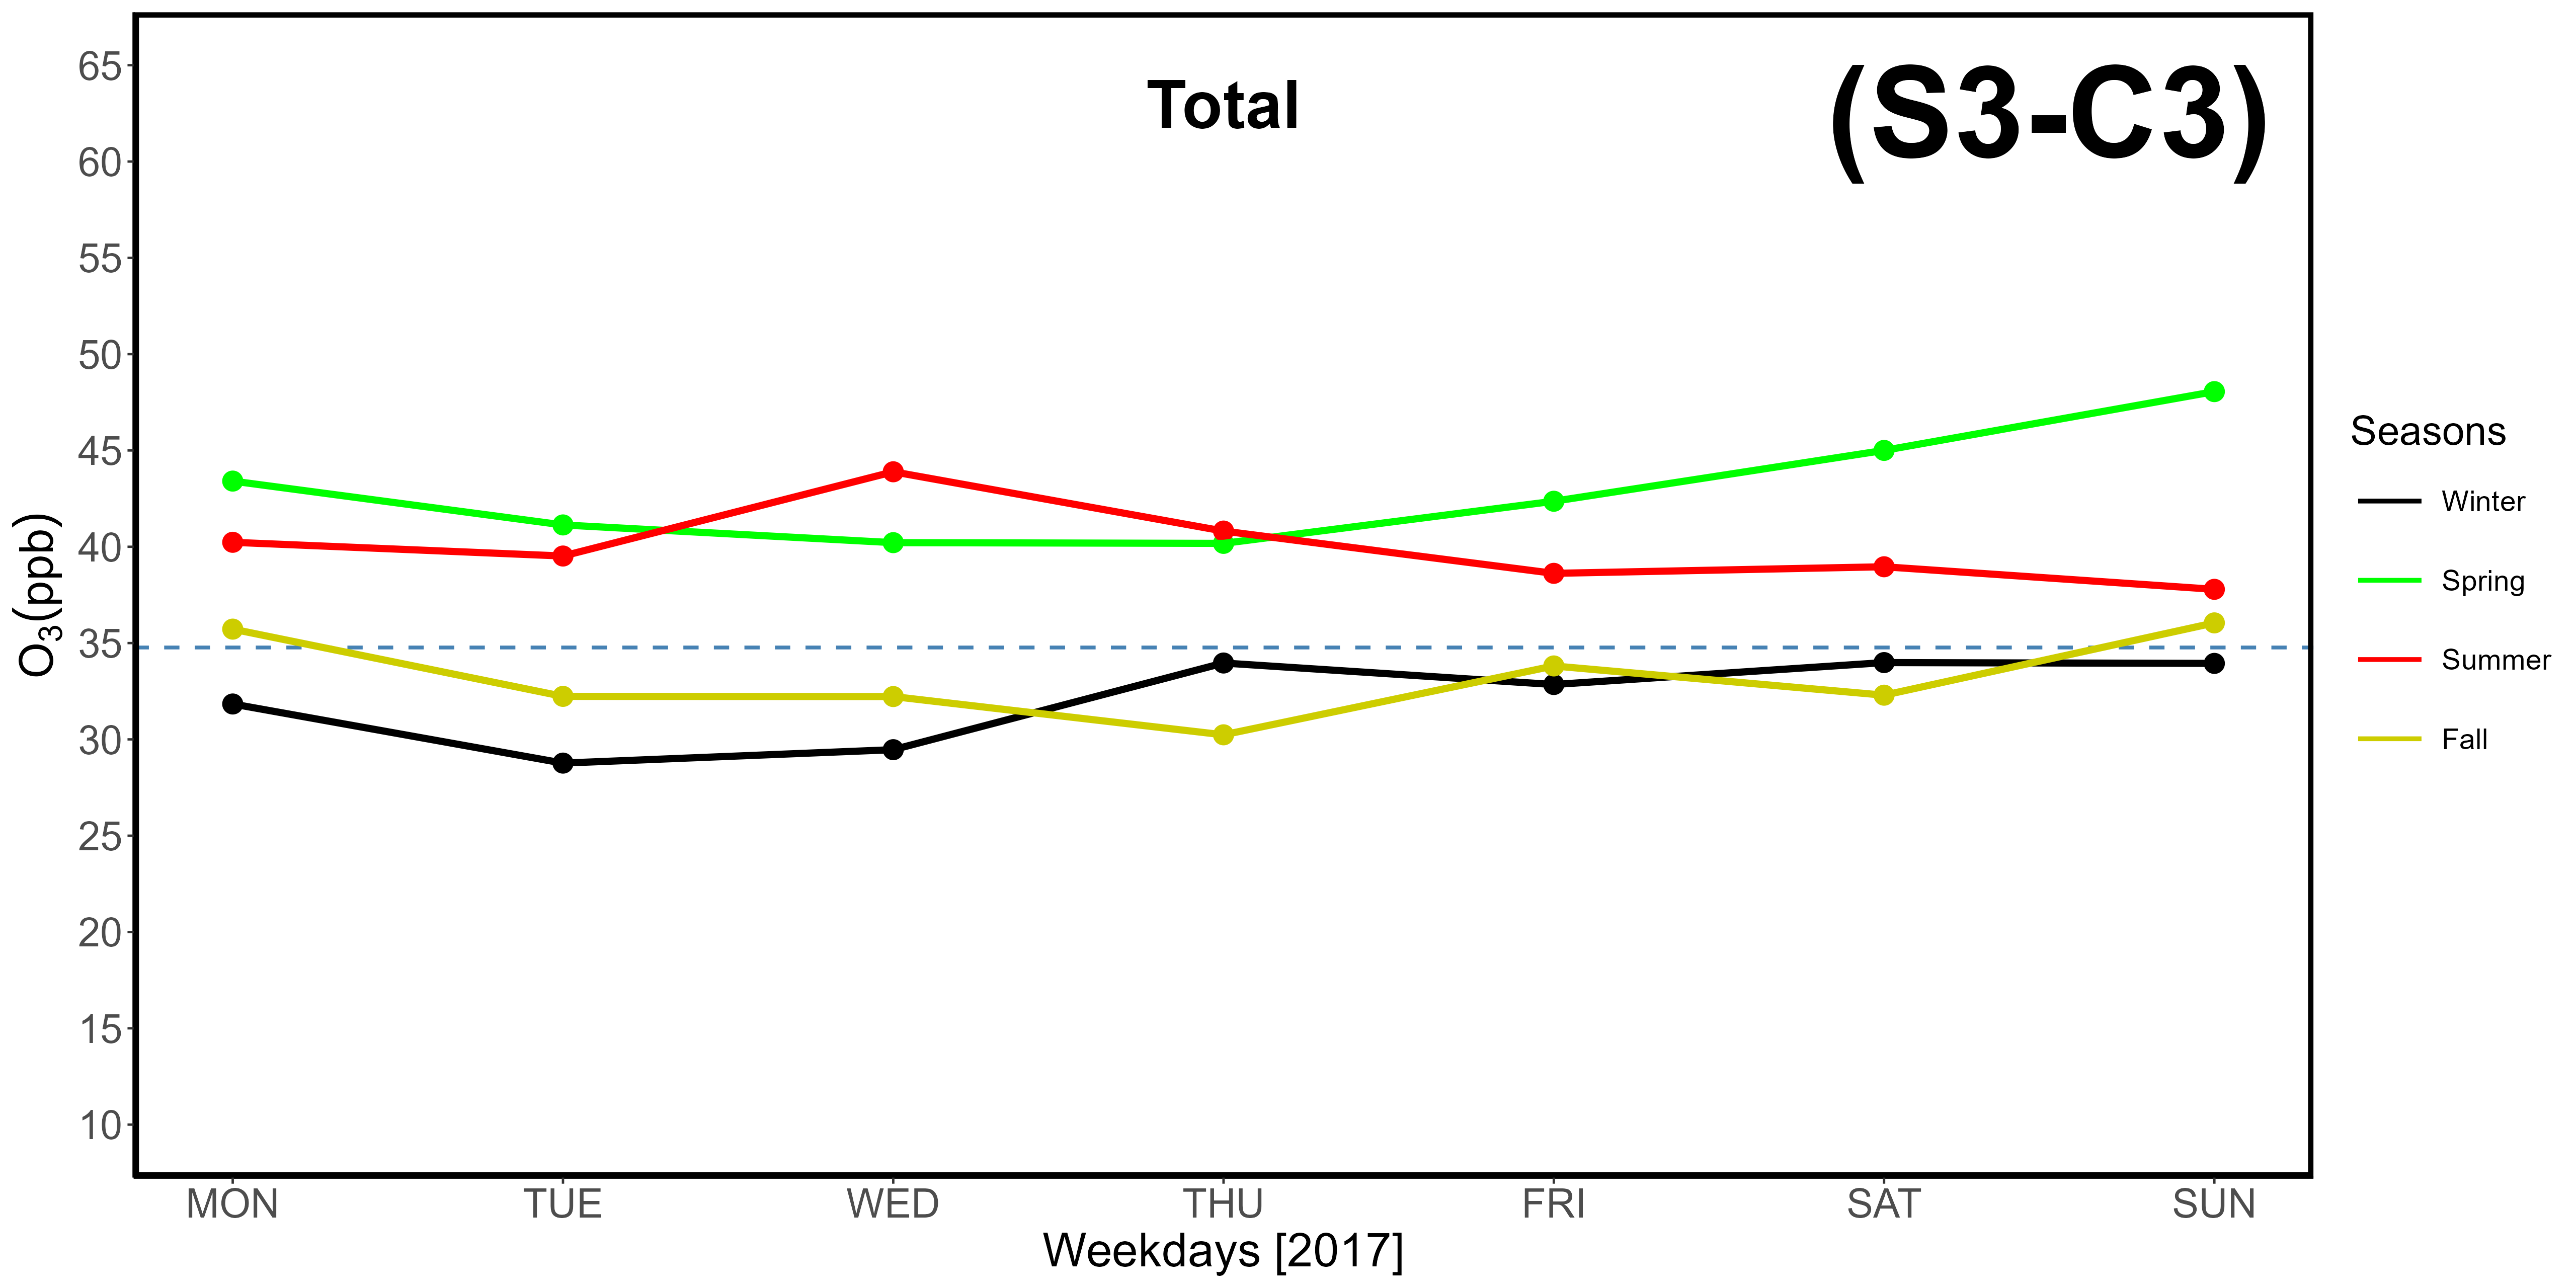 Total
(S3-C3)
65
60
55
50
45
40
35
30
25
20
15
10
O₃(ppb)
MON TUE WED THU FRI SAT SUN
Weekdays [2017]
Seasons
Winter
Spring
Summer
Fall